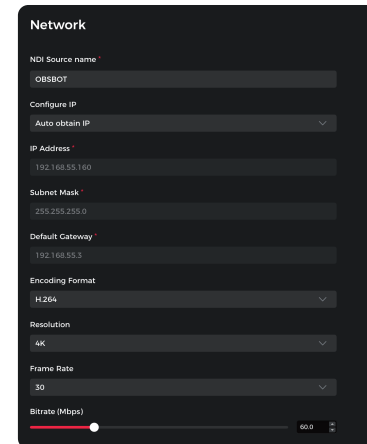 Network
NDI Source name *
OBSBOT
Configure IP
Auto obtain IP
IP Address *
192.168.55.160
Subnet Mask *
255.255.255.0
Default Gateway *
192.168.55.3
Encoding Format
H.264
Resolution
4K
Frame Rate
30
Bitrate (Mbps)
60.0